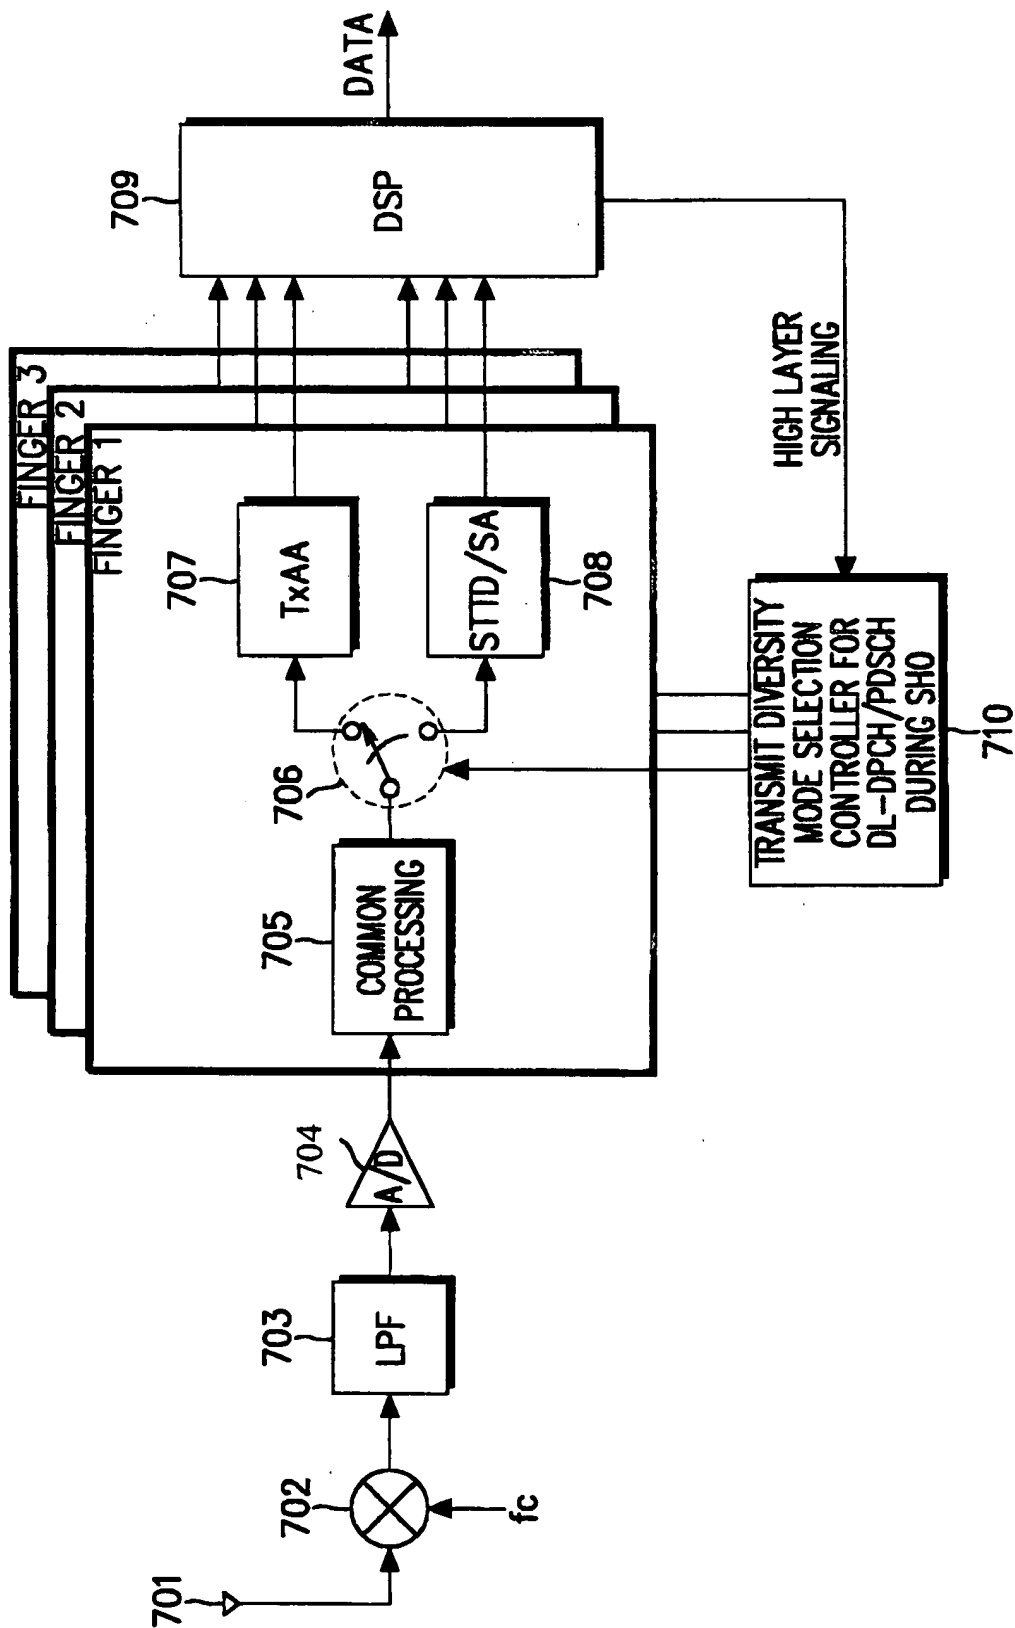 701
702
fc
703
LPF
704
A/D
FINGER 3
FINGER 2
FINGER 1
705
COMMON
PROCESSING
706
707
TxAA
STTD/SA
708
709
DSP
DATA
HIGH LAYER
SIGNALING
TRANSMIT DIVERSITY
MODE SELECTION
CONTROLLER FOR
DL-DPCH/PDSCH
DURING SHO
710